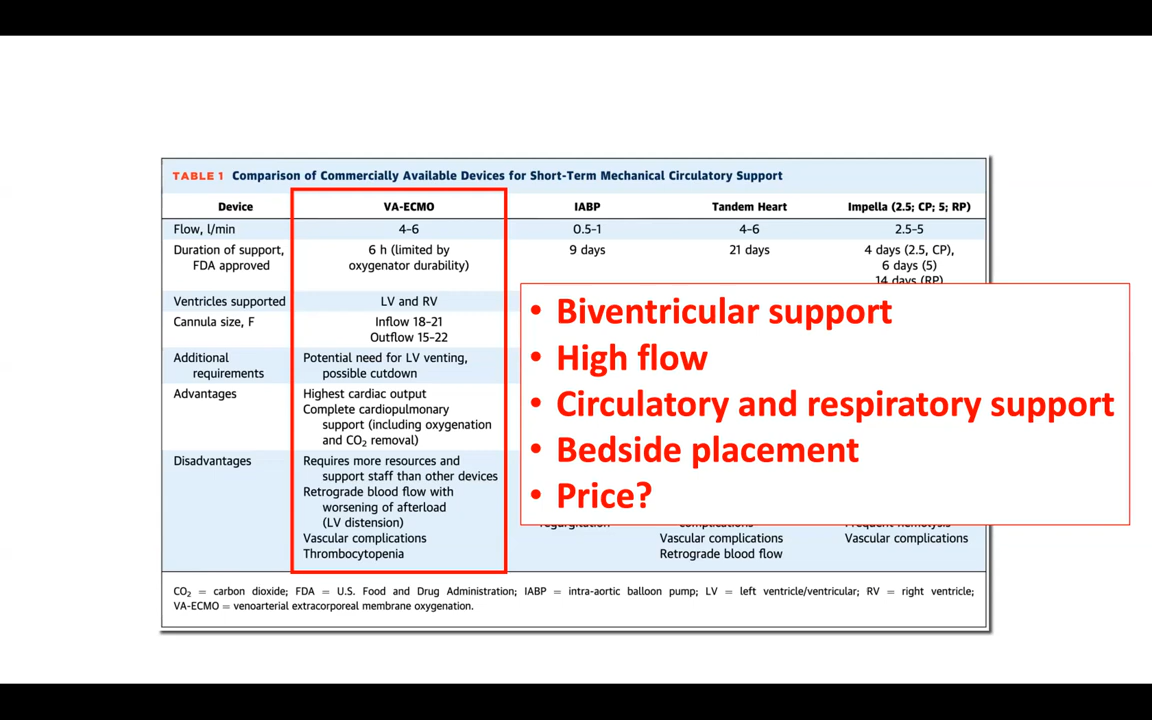 TABLE 1 Comparison of Commercially Available Devices for Short-Term Mechanical Circulatory Support
Device VA-ECMO IABP Tandem Heart Impella (2.5; CP; 5; RP)
Flow, l/min 4–6 0.5–1 4–6 2.5–5
Duration of support, 6 h (limited by 9 days 21 days 4 days (2.5, CP),
FDA approved oxygenator durability) 6 days (5)
14 days (RP)
Ventricles supported LV and RV
Cannula size, F Inflow 18–21
Outflow 15–22
Additional Potential need for LV venting,
requirements possible cutdown
Advantages Highest cardiac output
Complete cardiopulmonary
support (including oxygenation
and CO₂ removal)
Disadvantages Requires more resources and
support staff than other devices
Retrograde blood flow with
worsening of afterload
(LV distension) regurgitation complications Frequent hemolysis
Vascular complications Vascular complications Vascular complications
Thrombocytopenia Retrograde blood flow
• Biventricular support
• High flow
• Circulatory and respiratory support
• Bedside placement
• Price?
CO₂ = carbon dioxide; FDA = U.S. Food and Drug Administration; IABP = intra-aortic balloon pump; LV = left ventricle/ventricular; RV = right ventricle;
VA-ECMO = venoarterial extracorporeal membrane oxygenation.